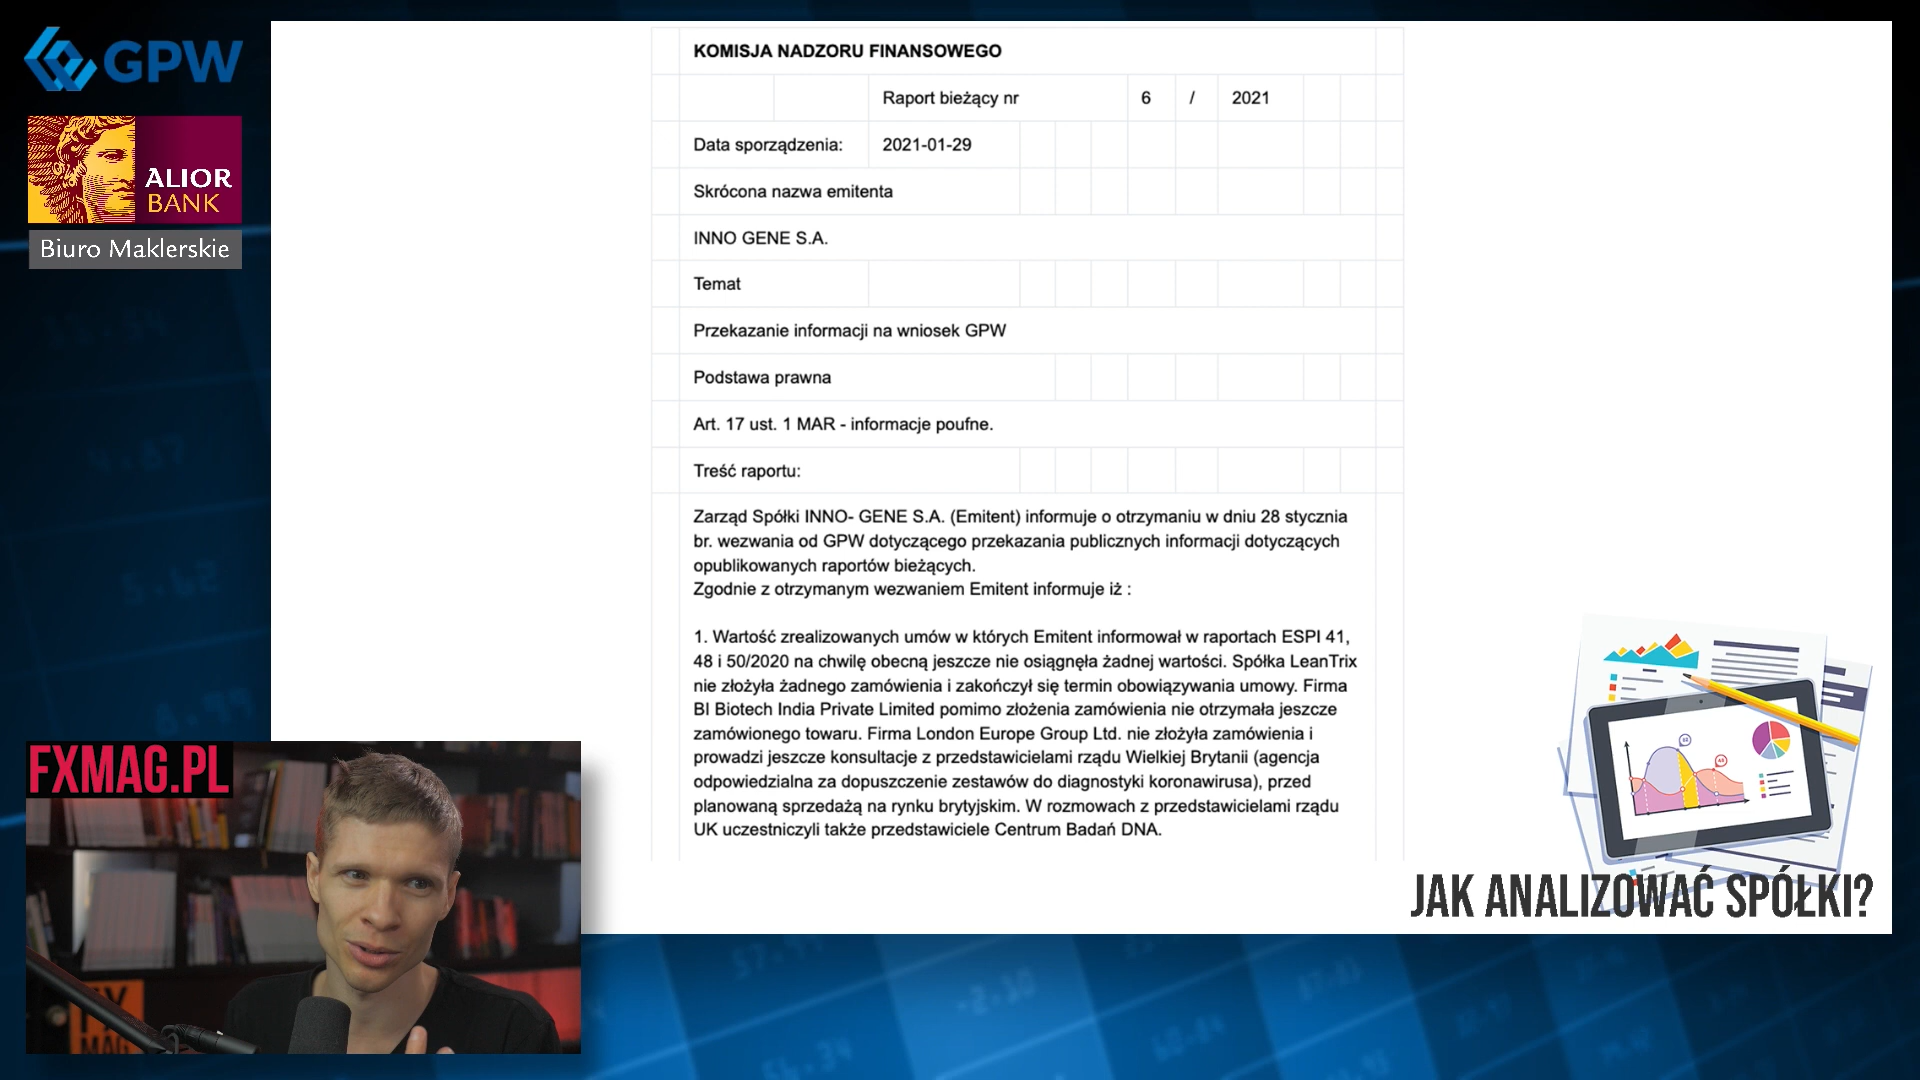 GPW
ALIOR
BANK
Biuro Maklerskie
KOMISJA NADZORU FINANSOWEGO
Raport bieżący nr 6 / 2021
Data sporządzenia: 2021-01-29
Skrócona nazwa emitenta
INNO GENE S.A.
Temat
Przekazanie informacji na wniosek GPW
Podstawa prawna
Art. 17 ust. 1 MAR - informacje poufne.
Treść raportu:
Zarząd Spółki INNO- GENE S.A. (Emitent) informuje o otrzymaniu w dniu 28 stycznia
br. wezwania od GPW dotyczącego przekazania publicznych informacji dotyczących
opublikowanych raportów bieżących.
Zgodnie z otrzymanym wezwaniem Emitent informuje iż :
1. Wartość zrealizowanych umów w których Emitent informował w raportach ESPI 41,
48 i 50/2020 na chwilę obecną jeszcze nie osiągnęła żadnej wartości. Spółka LeanTrix
nie złożyła żadnego zamówienia i zakończył się termin obowiązywania umowy. Firma
BI Biotech India Private Limited pomimo złożenia zamówienia nie otrzymała jeszcze
zamówionego towaru. Firma London Europe Group Ltd. nie złożyła zamówienia i
prowadzi jeszcze konsultacje z przedstawicielami rządu Wielkiej Brytanii (agencja
odpowiedzialna za dopuszczenie zestawów do diagnostyki koronawirusa), przed
planowaną sprzedażą na rynku brytyjskim. W rozmowach z przedstawicielami rządu
UK uczestniczyli także przedstawiciele Centrum Badań DNA.
FXMAG.PL
JAK ANALIZOWAĆ SPÓŁKI?